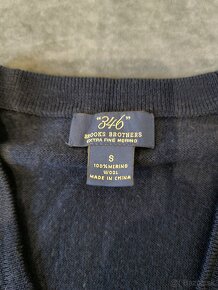 "346"
BROOKS BROTHERS
EXTRA FINE MERINO
S
100% MERINO
WOOL
MADE IN CHINA